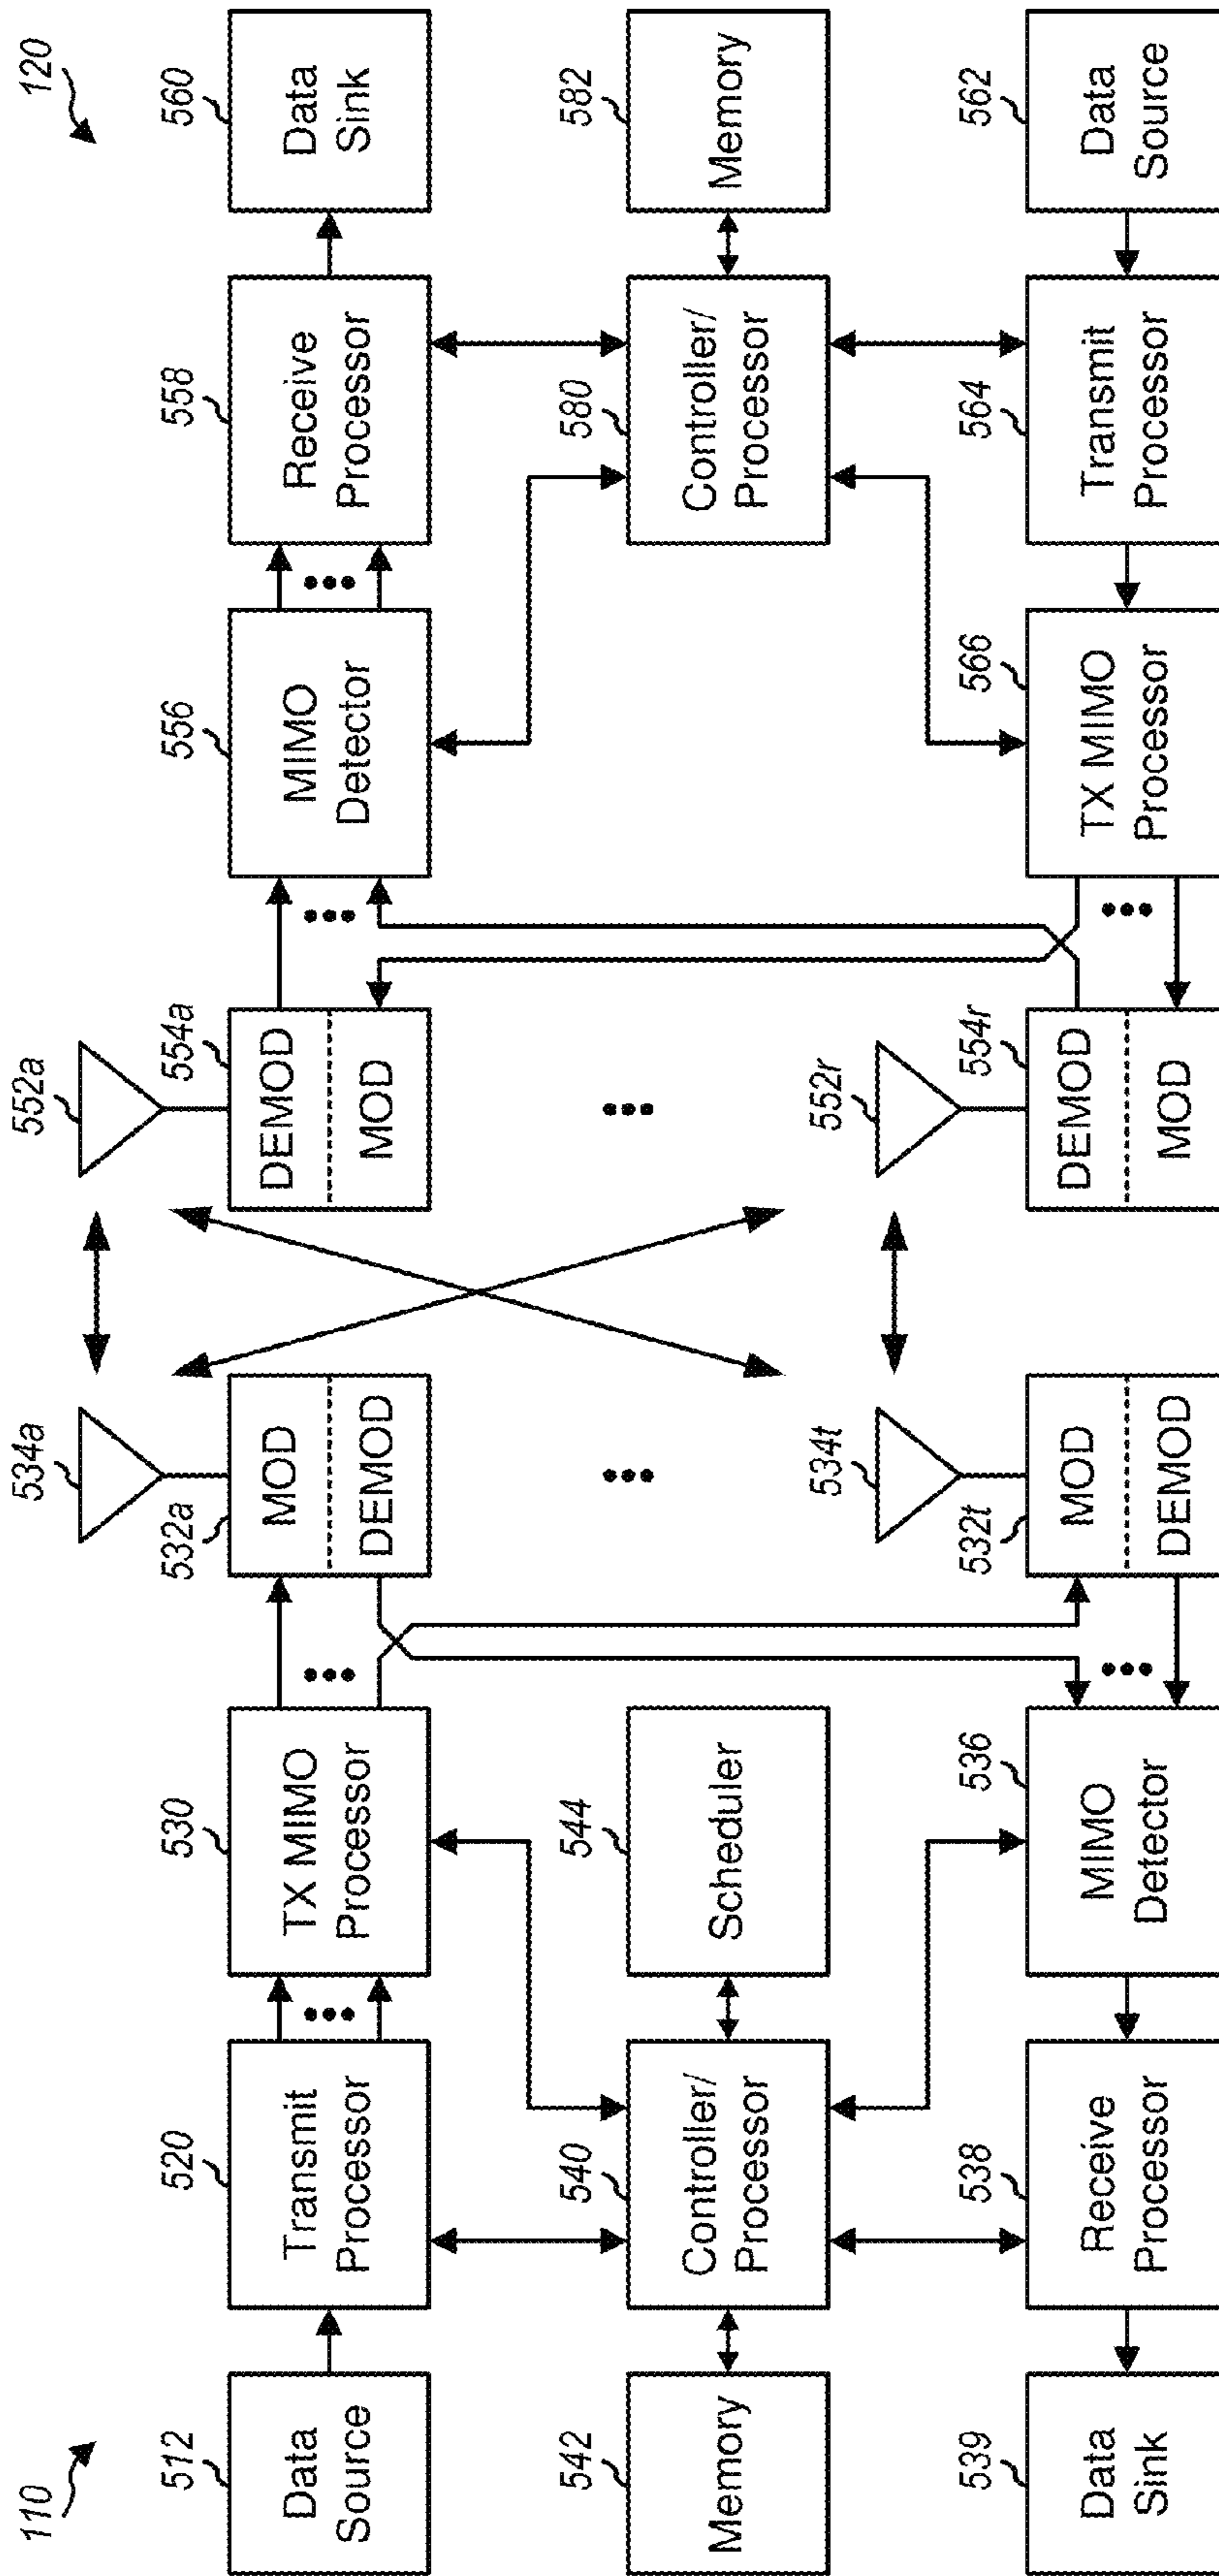 110
120
512
Data
Source
520
Transmit
Processor
530
TX MIMO
Processor
534a
532a
MOD
DEMOD
552a
554a
DEMOD
MOD
556
MIMO
Detector
558
Receive
Processor
560
Data
Sink
542
Memory
540
Controller/
Processor
544
Scheduler
580
Controller/
Processor
582
Memory
539
Data
Sink
538
Receive
Processor
536
MIMO
Detector
534t
532t
MOD
DEMOD
552r
554r
DEMOD
MOD
566
TX MIMO
Processor
564
Transmit
Processor
562
Data
Source